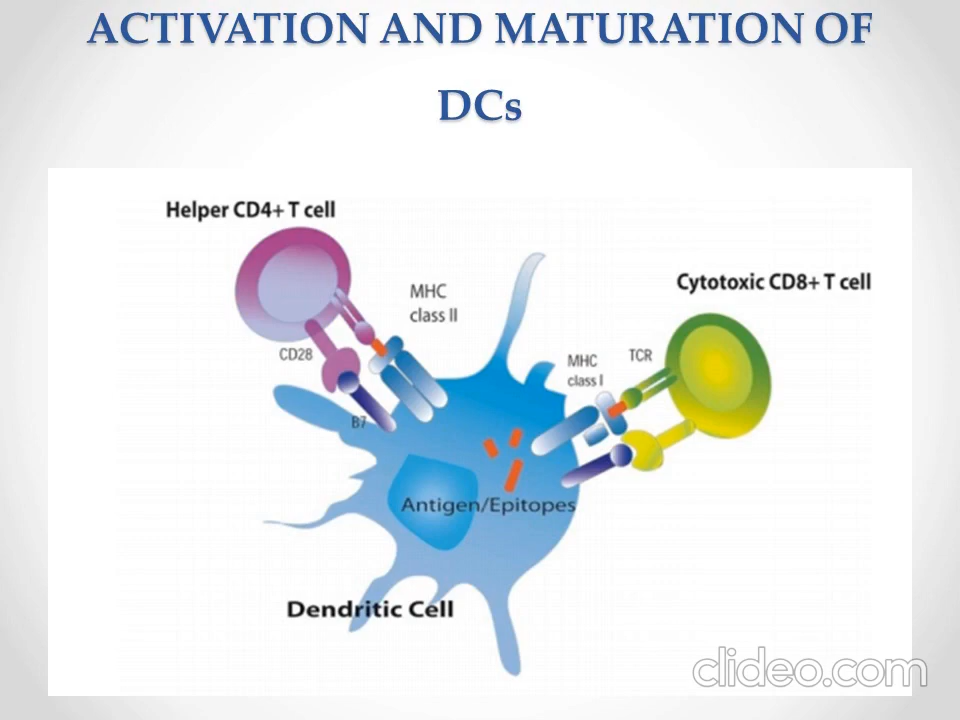 ACTIVATION AND MATURATION OF
DCs
Helper CD4+ T cell
MHC
class II
Cytotoxic CD8+ T cell
CD28
MHC
class I
TCR
B7
Antigen/Epitopes
Dendritic Cell
clideo.com